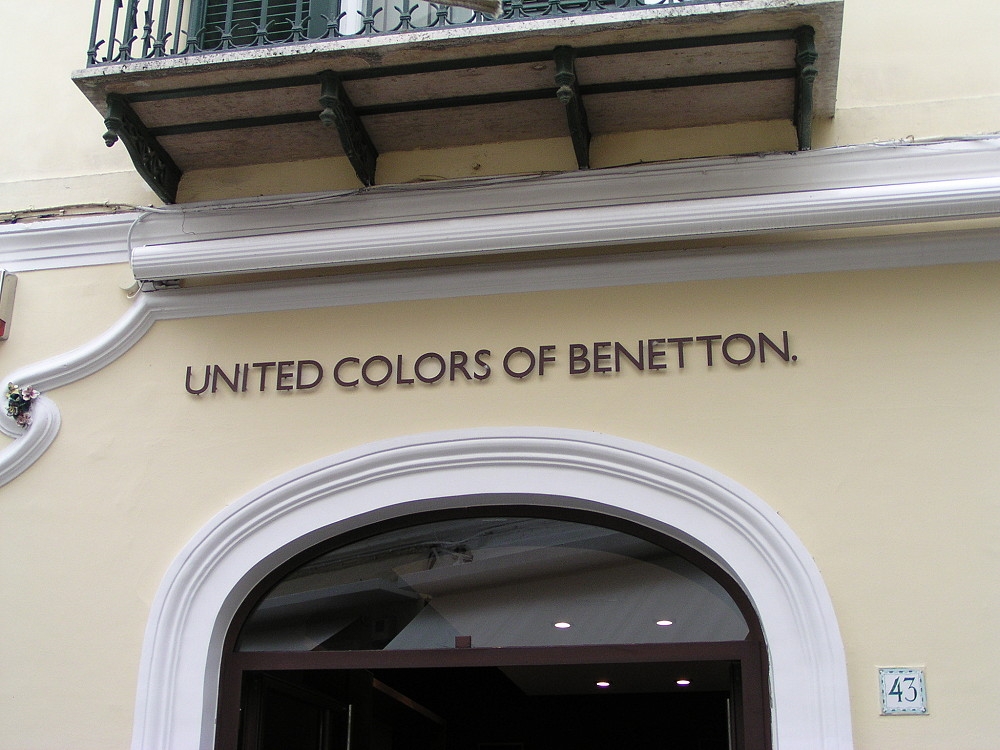 UNITED COLORS OF BENETTON.
43